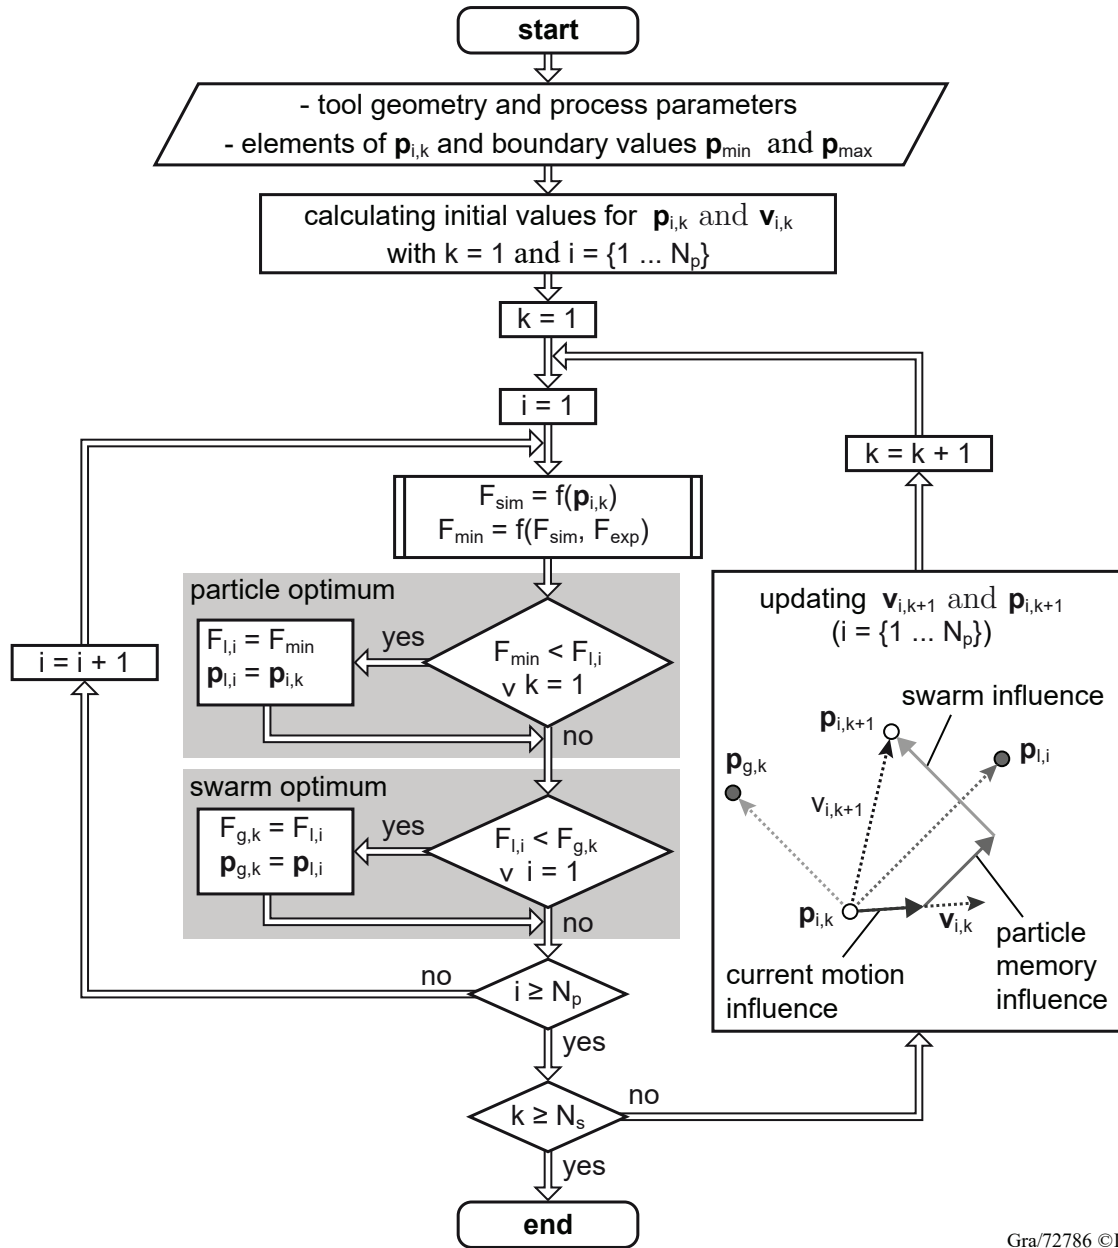 start
- tool geometry and process parameters
- elements of p_i,k and boundary values p_min and p_max
calculating initial values for p_i,k and v_i,k
with k = 1 and i = {1 ... N_p}
k = 1
i = 1
k = k + 1
F_sim = f(p_i,k)
F_min = f(F_sim, F_exp)
particle optimum
F_l,i = F_min
p_l,i = p_i,k
yes
F_min < F_l,i
v k = 1
no
i = i + 1
swarm optimum
F_g,k = F_l,i
p_g,k = p_l,i
yes
F_l,i < F_g,k
v i = 1
no
no
i ≥ N_p
yes
k ≥ N_s
no
yes
end
updating v_i,k+1 and p_i,k+1
(i = {1 ... N_p})
swarm influence
p_i,k+1
p_l,i
p_g,k
v_i,k+1
p_i,k
v_i,k
particle
memory
influence
current motion
influence
Gra/72786 ©